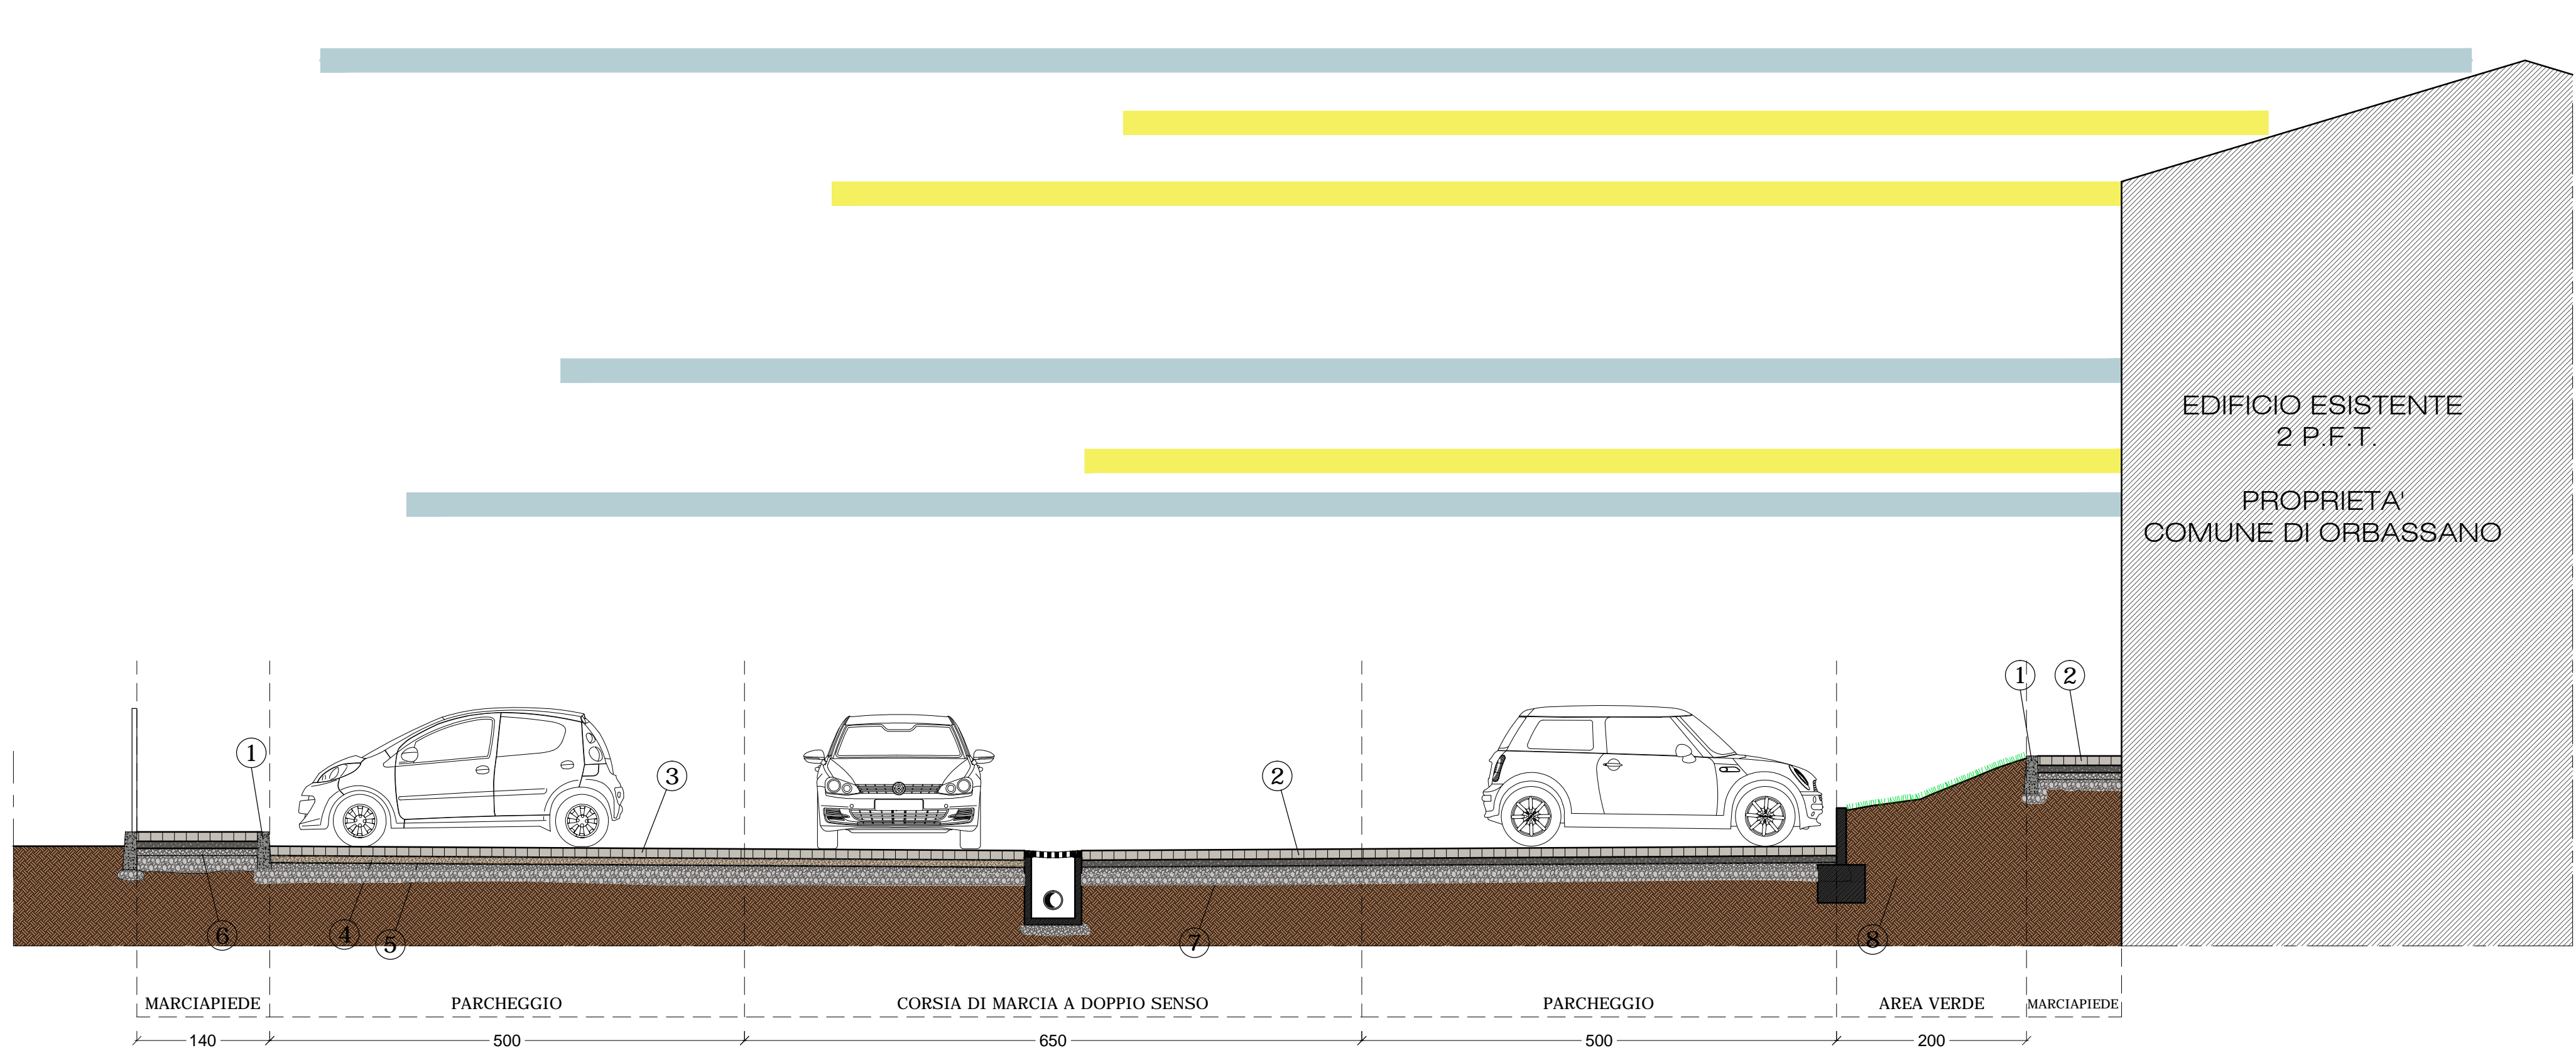 EDIFICIO ESISTENTE
2 P.F.T.
PROPRIETA'
COMUNE DI ORBASSANO
1 2
1 3 2
6 4 5 7 8
MARCIAPIEDE PARCHEGGIO CORSIA DI MARCIA A DOPPIO SENSO PARCHEGGIO AREA VERDE MARCIAPIEDE
140 500 650 500 200